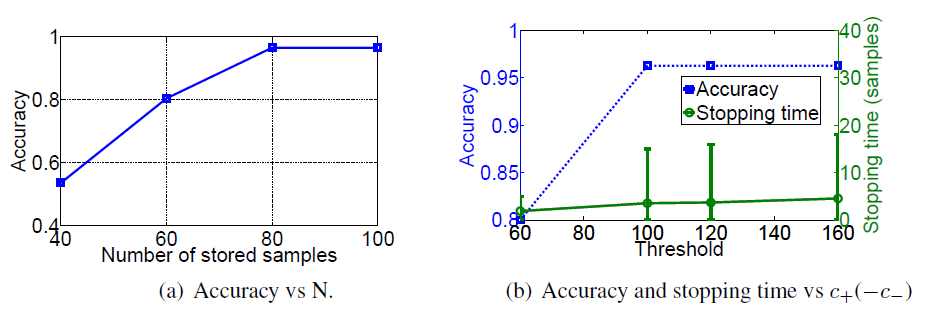 1
0.8
0.6
0.4
40
60
80
100
Accuracy
Number of stored samples
(a) Accuracy vs N.
1
0.95
0.9
0.85
0.8
60
80
100
120
140
160
Accuracy
Threshold
40
30
20
10
0
Stopping time (samples)
Accuracy
Stopping time
(b) Accuracy and stopping time vs c₊(−c₋)